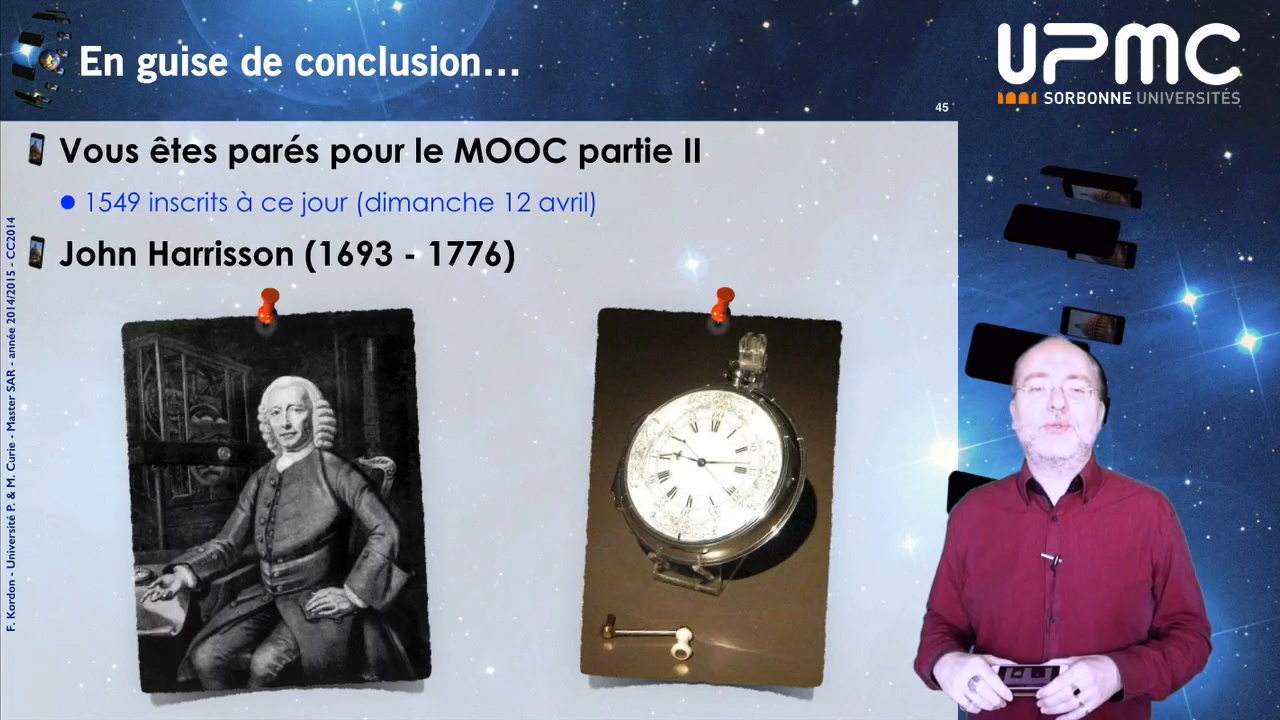 En guise de conclusion...
UPMC
SORBONNE UNIVERSITÉS
45
Vous êtes parés pour le MOOC partie II
1549 inscrits à ce jour (dimanche 12 avril)
John Harrisson (1693 - 1776)
F. Kordon - Université P. & M. Curie - Master SAR - année 2014/2015 - CC2014